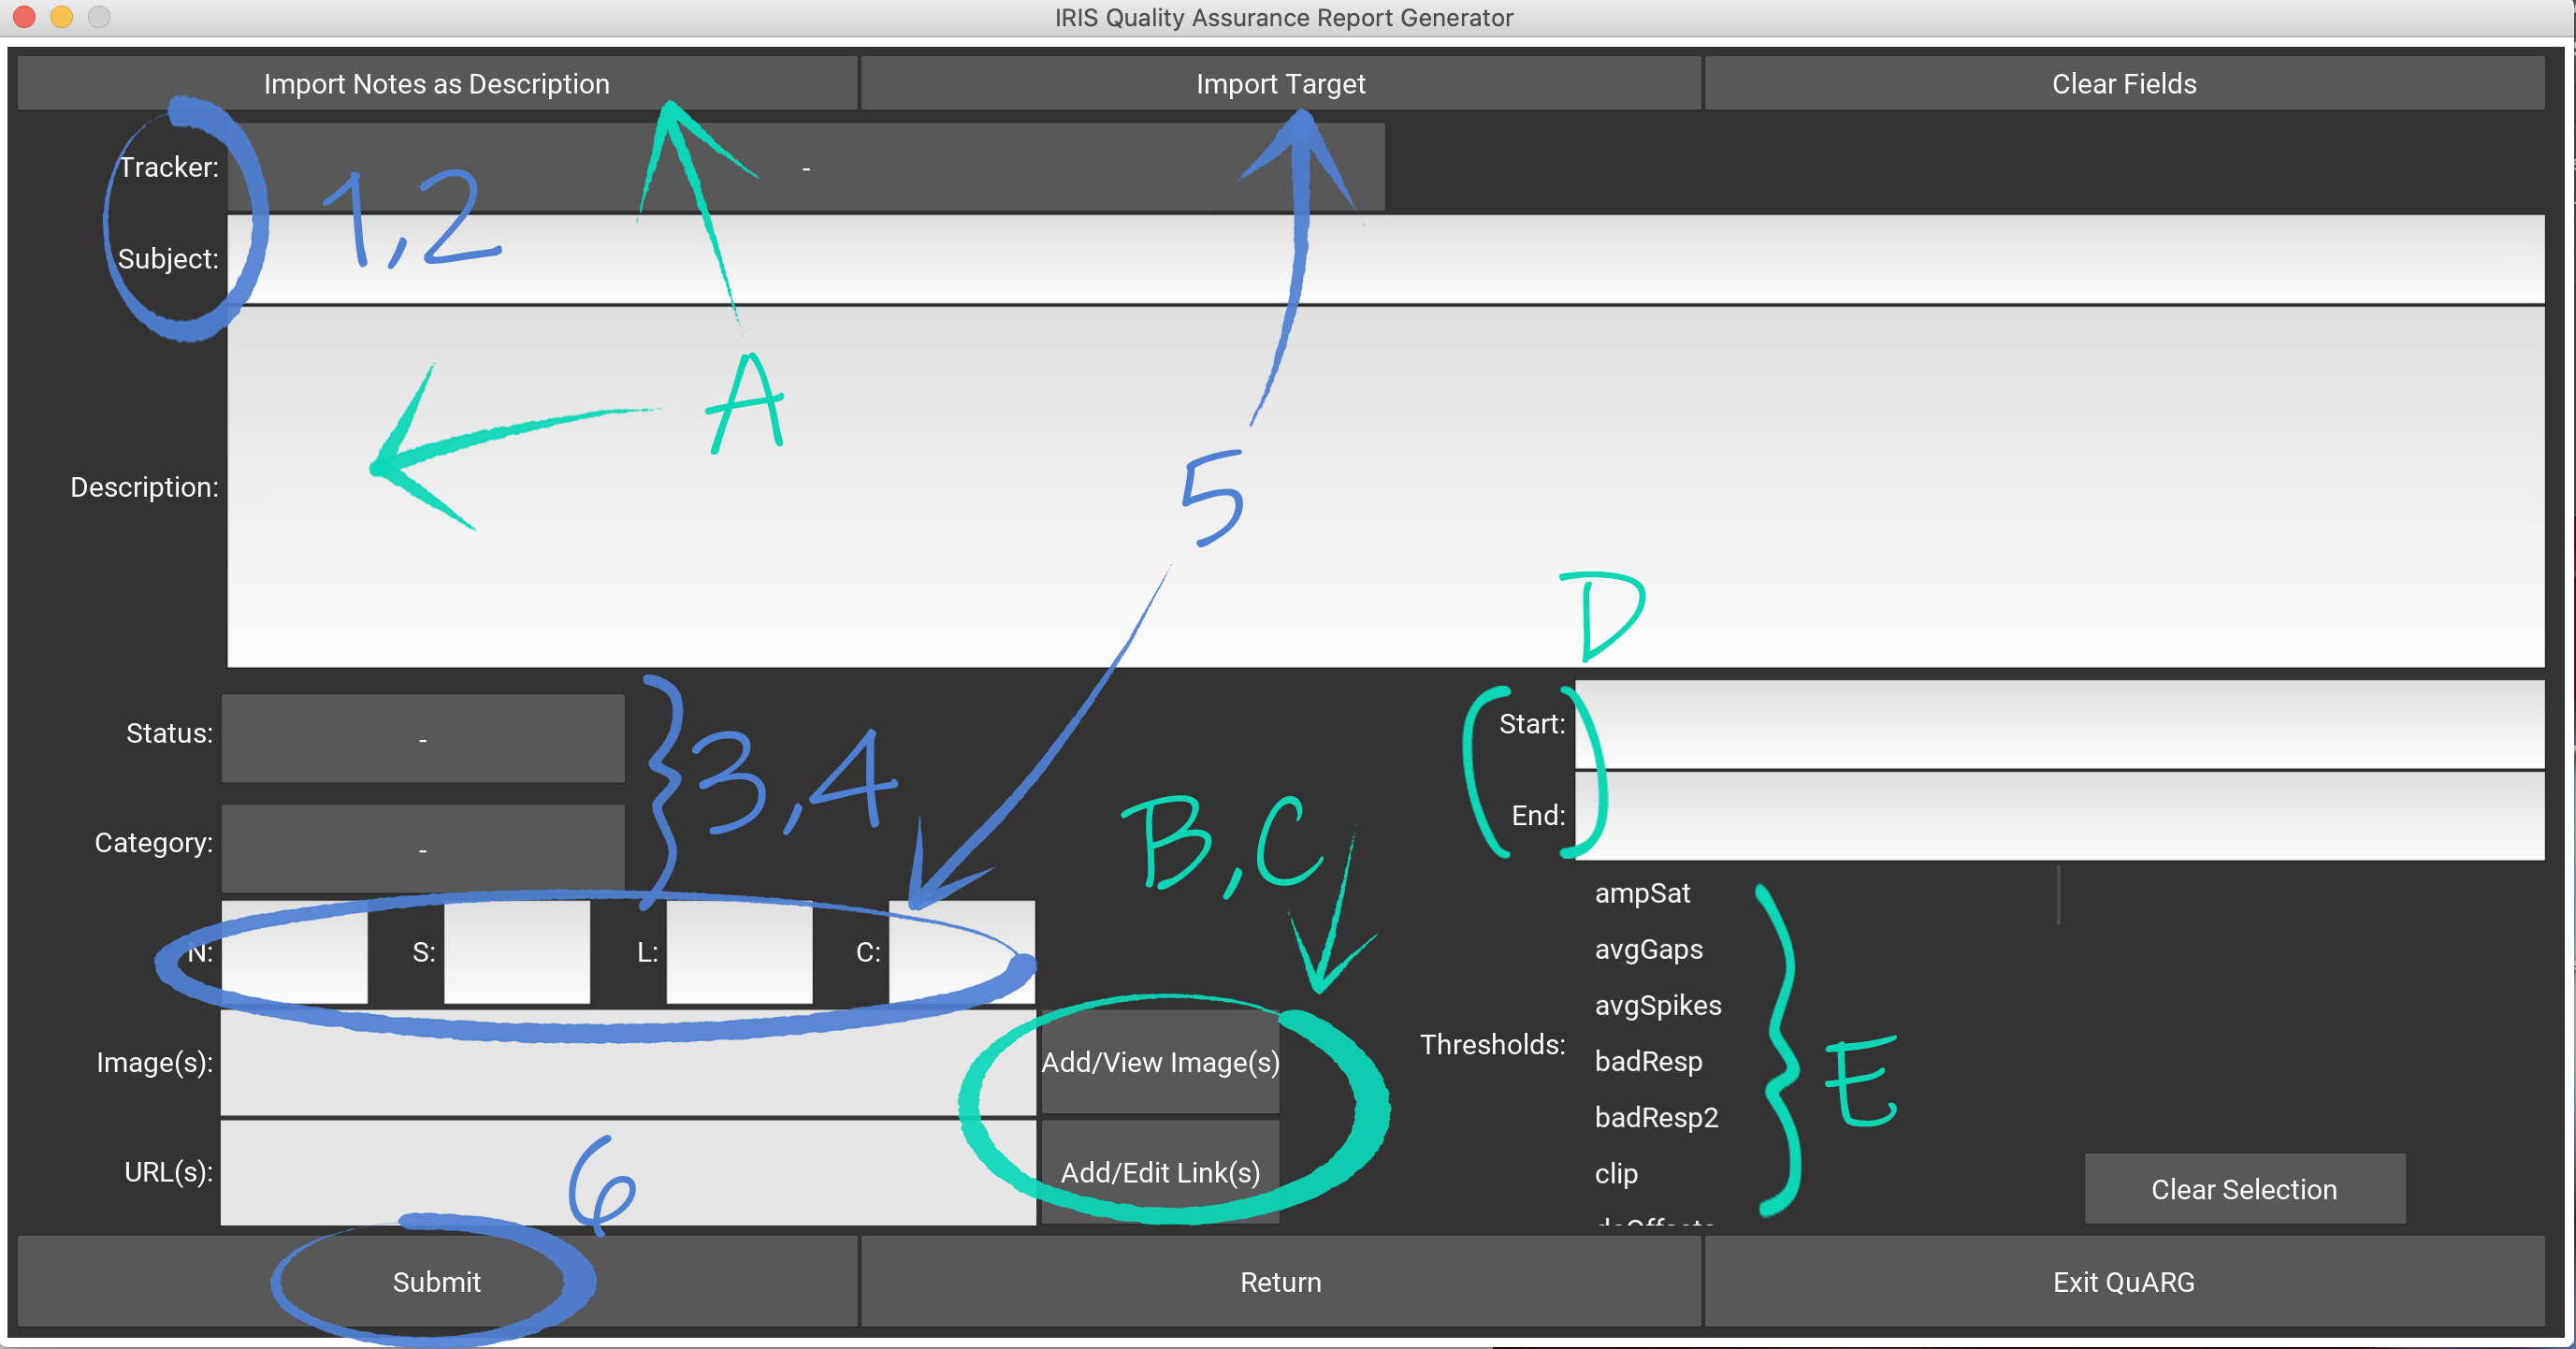 IRIS Quality Assurance Report Generator
Import Notes as Description Import Target Clear Fields
Tracker: -
1,2
Subject:
A
Description:
5
D
Status: -
3,4
Start:
Category: -
B,C
End:
N: S: L: C:
ampSat
avgGaps
avgSpikes
Thresholds:
badResp
badResp2
clip
E
Image(s): Add/View Image(s)
URL(s): Add/Edit Link(s)
6
Clear Selection
Submit Return Exit QuARG